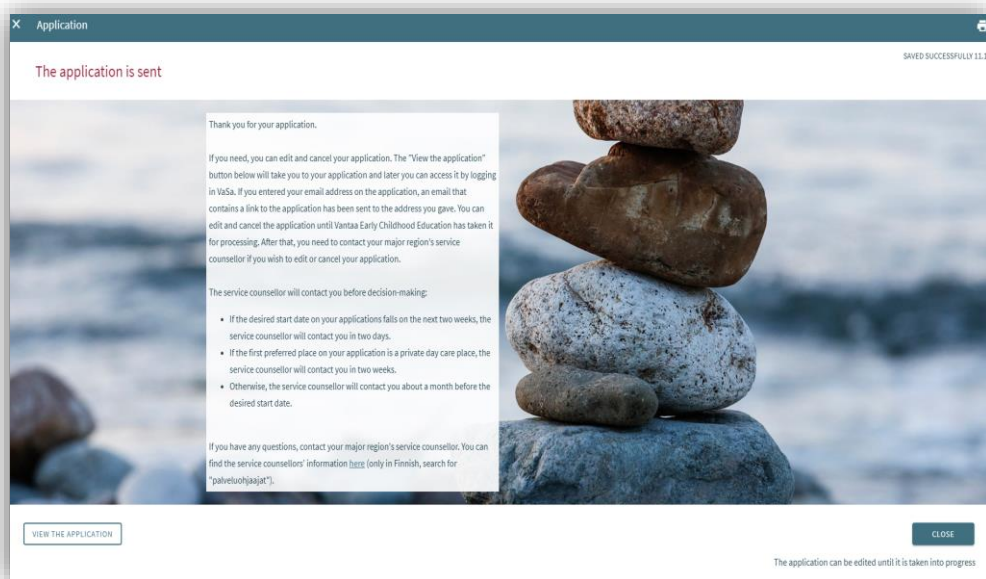 X Application
SAVED SUCCESSFULLY 11.1
The application is sent
Thank you for your application.
If you need, you can edit and cancel your application. The "View the application"
button below will take you to your application and later you can access it by logging
in VaSa. If you entered your email address on the application, an email that
contains a link to the application has been sent to the address you gave. You can
edit and cancel the application until Vantaa Early Childhood Education has taken it
for processing. After that, you need to contact your major region's service
counsellor if you wish to edit or cancel your application.
The service counsellor will contact you before decision-making:
• If the desired start date on your applications falls on the next two weeks, the
service counsellor will contact you in two days.
• If the first preferred place on your application is a private day care place, the
service counsellor will contact you in two weeks.
• Otherwise, the service counsellor will contact you about a month before the
desired start date.
If you have any questions, contact your major region's service counsellor. You can
find the service counsellors' information here (only in Finnish, search for
"palveluohjaajat").
VIEW THE APPLICATION
CLOSE
The application can be edited until it is taken into progress